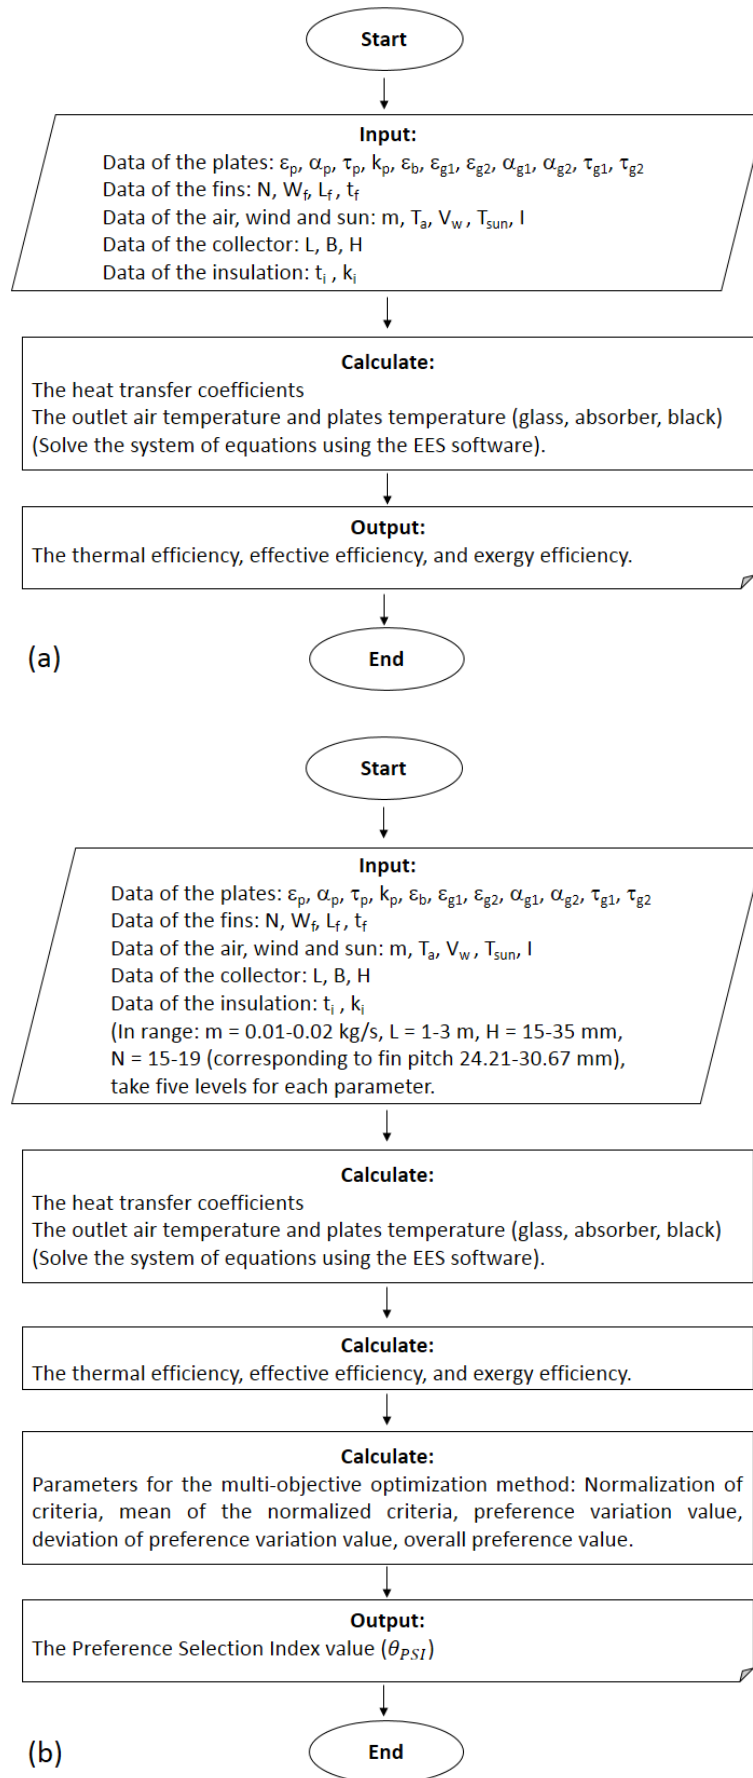 Start
Input:
Data of the plates: εp, αp, τp, kp, εb, εg1, εg2, αg1, αg2, τg1, τg2
Data of the fins: N, Wf, Lf, tf
Data of the air, wind and sun: m, Ta, Vw, Tsun, I
Data of the collector: L, B, H
Data of the insulation: ti , ki
Calculate:
The heat transfer coefficients
The outlet air temperature and plates temperature (glass, absorber, black)
(Solve the system of equations using the EES software).
Output:
The thermal efficiency, effective efficiency, and exergy efficiency.
(a)
End
Start
Input:
Data of the plates: εp, αp, τp, kp, εb, εg1, εg2, αg1, αg2, τg1, τg2
Data of the fins: N, Wf, Lf, tf
Data of the air, wind and sun: m, Ta, Vw, Tsun, I
Data of the collector: L, B, H
Data of the insulation: ti , ki
(In range: m = 0.01-0.02 kg/s, L = 1-3 m, H = 15-35 mm,
N = 15-19 (corresponding to fin pitch 24.21-30.67 mm),
take five levels for each parameter.
Calculate:
The heat transfer coefficients
The outlet air temperature and plates temperature (glass, absorber, black)
(Solve the system of equations using the EES software).
Calculate:
The thermal efficiency, effective efficiency, and exergy efficiency.
Calculate:
Parameters for the multi-objective optimization method: Normalization of
criteria, mean of the normalized criteria, preference variation value,
deviation of preference variation value, overall preference value.
Output:
The Preference Selection Index value (θPSI)
(b)
End